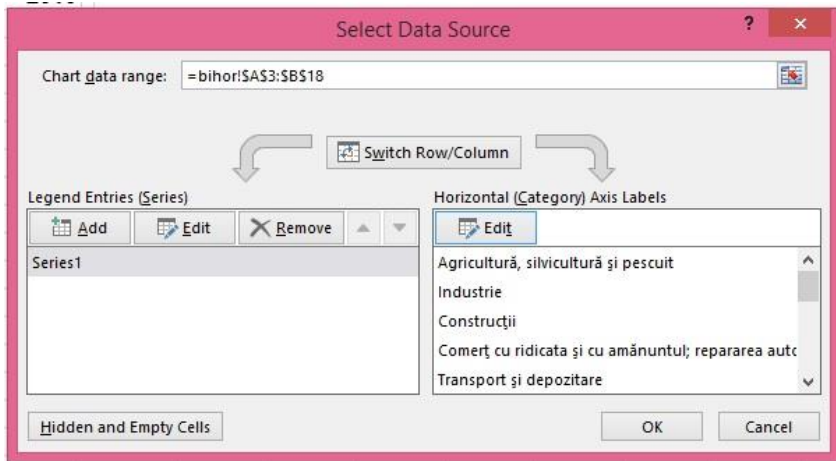 Select Data Source
?
Chart data range: =bihor!$A$3:$B$18
Switch Row/Column
Legend Entries (Series)
Add Edit Remove
Series1
Horizontal (Category) Axis Labels
Edit
Agricultură, silvicultură şi pescuit
Industrie
Construcţii
Comerţ cu ridicata şi cu amănuntul; repararea autc
Transport şi depozitare
Hidden and Empty Cells
OK Cancel